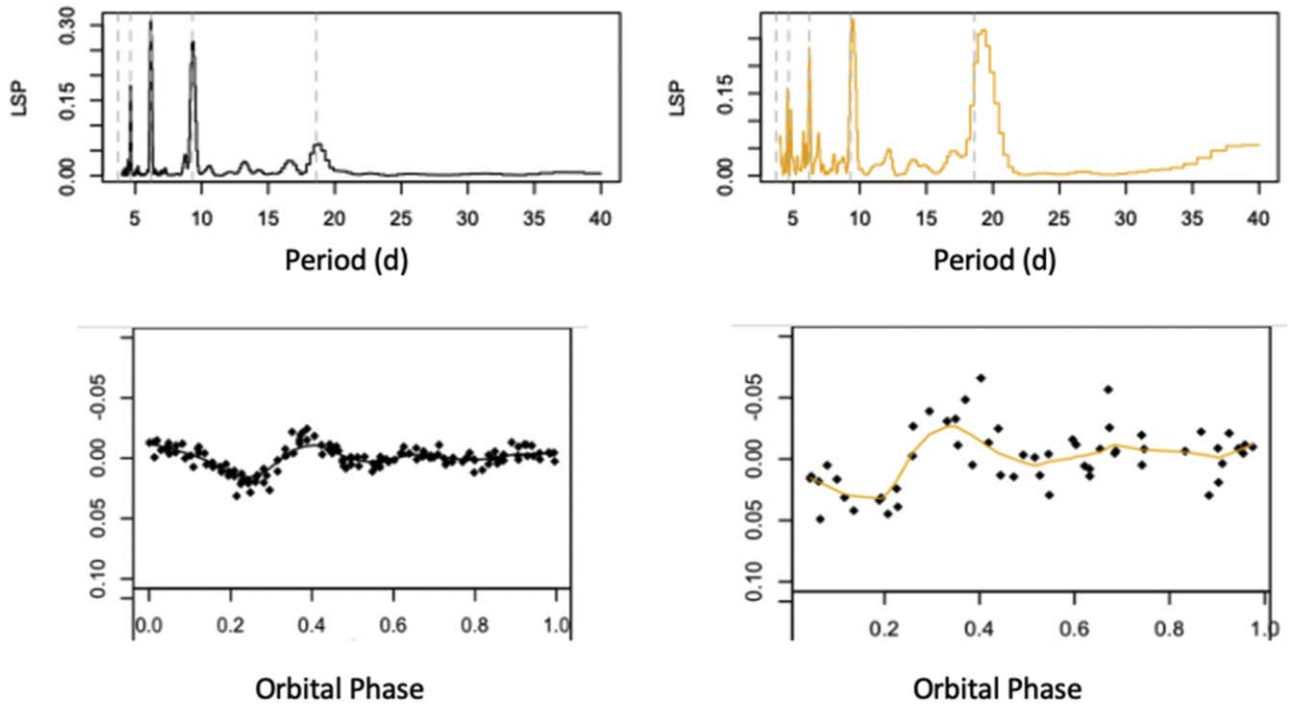 LSP
0.00 0.15 0.30
5 10 15 20 25 30 35 40
Period (d)
LSP
0.00 0.15
5 10 15 20 25 30 35 40
Period (d)
-0.05 0.00 0.05 0.10
0.0 0.2 0.4 0.6 0.8 1.0
Orbital Phase
-0.05 0.00 0.05 0.10
0.2 0.4 0.6 0.8 1.0
Orbital Phase